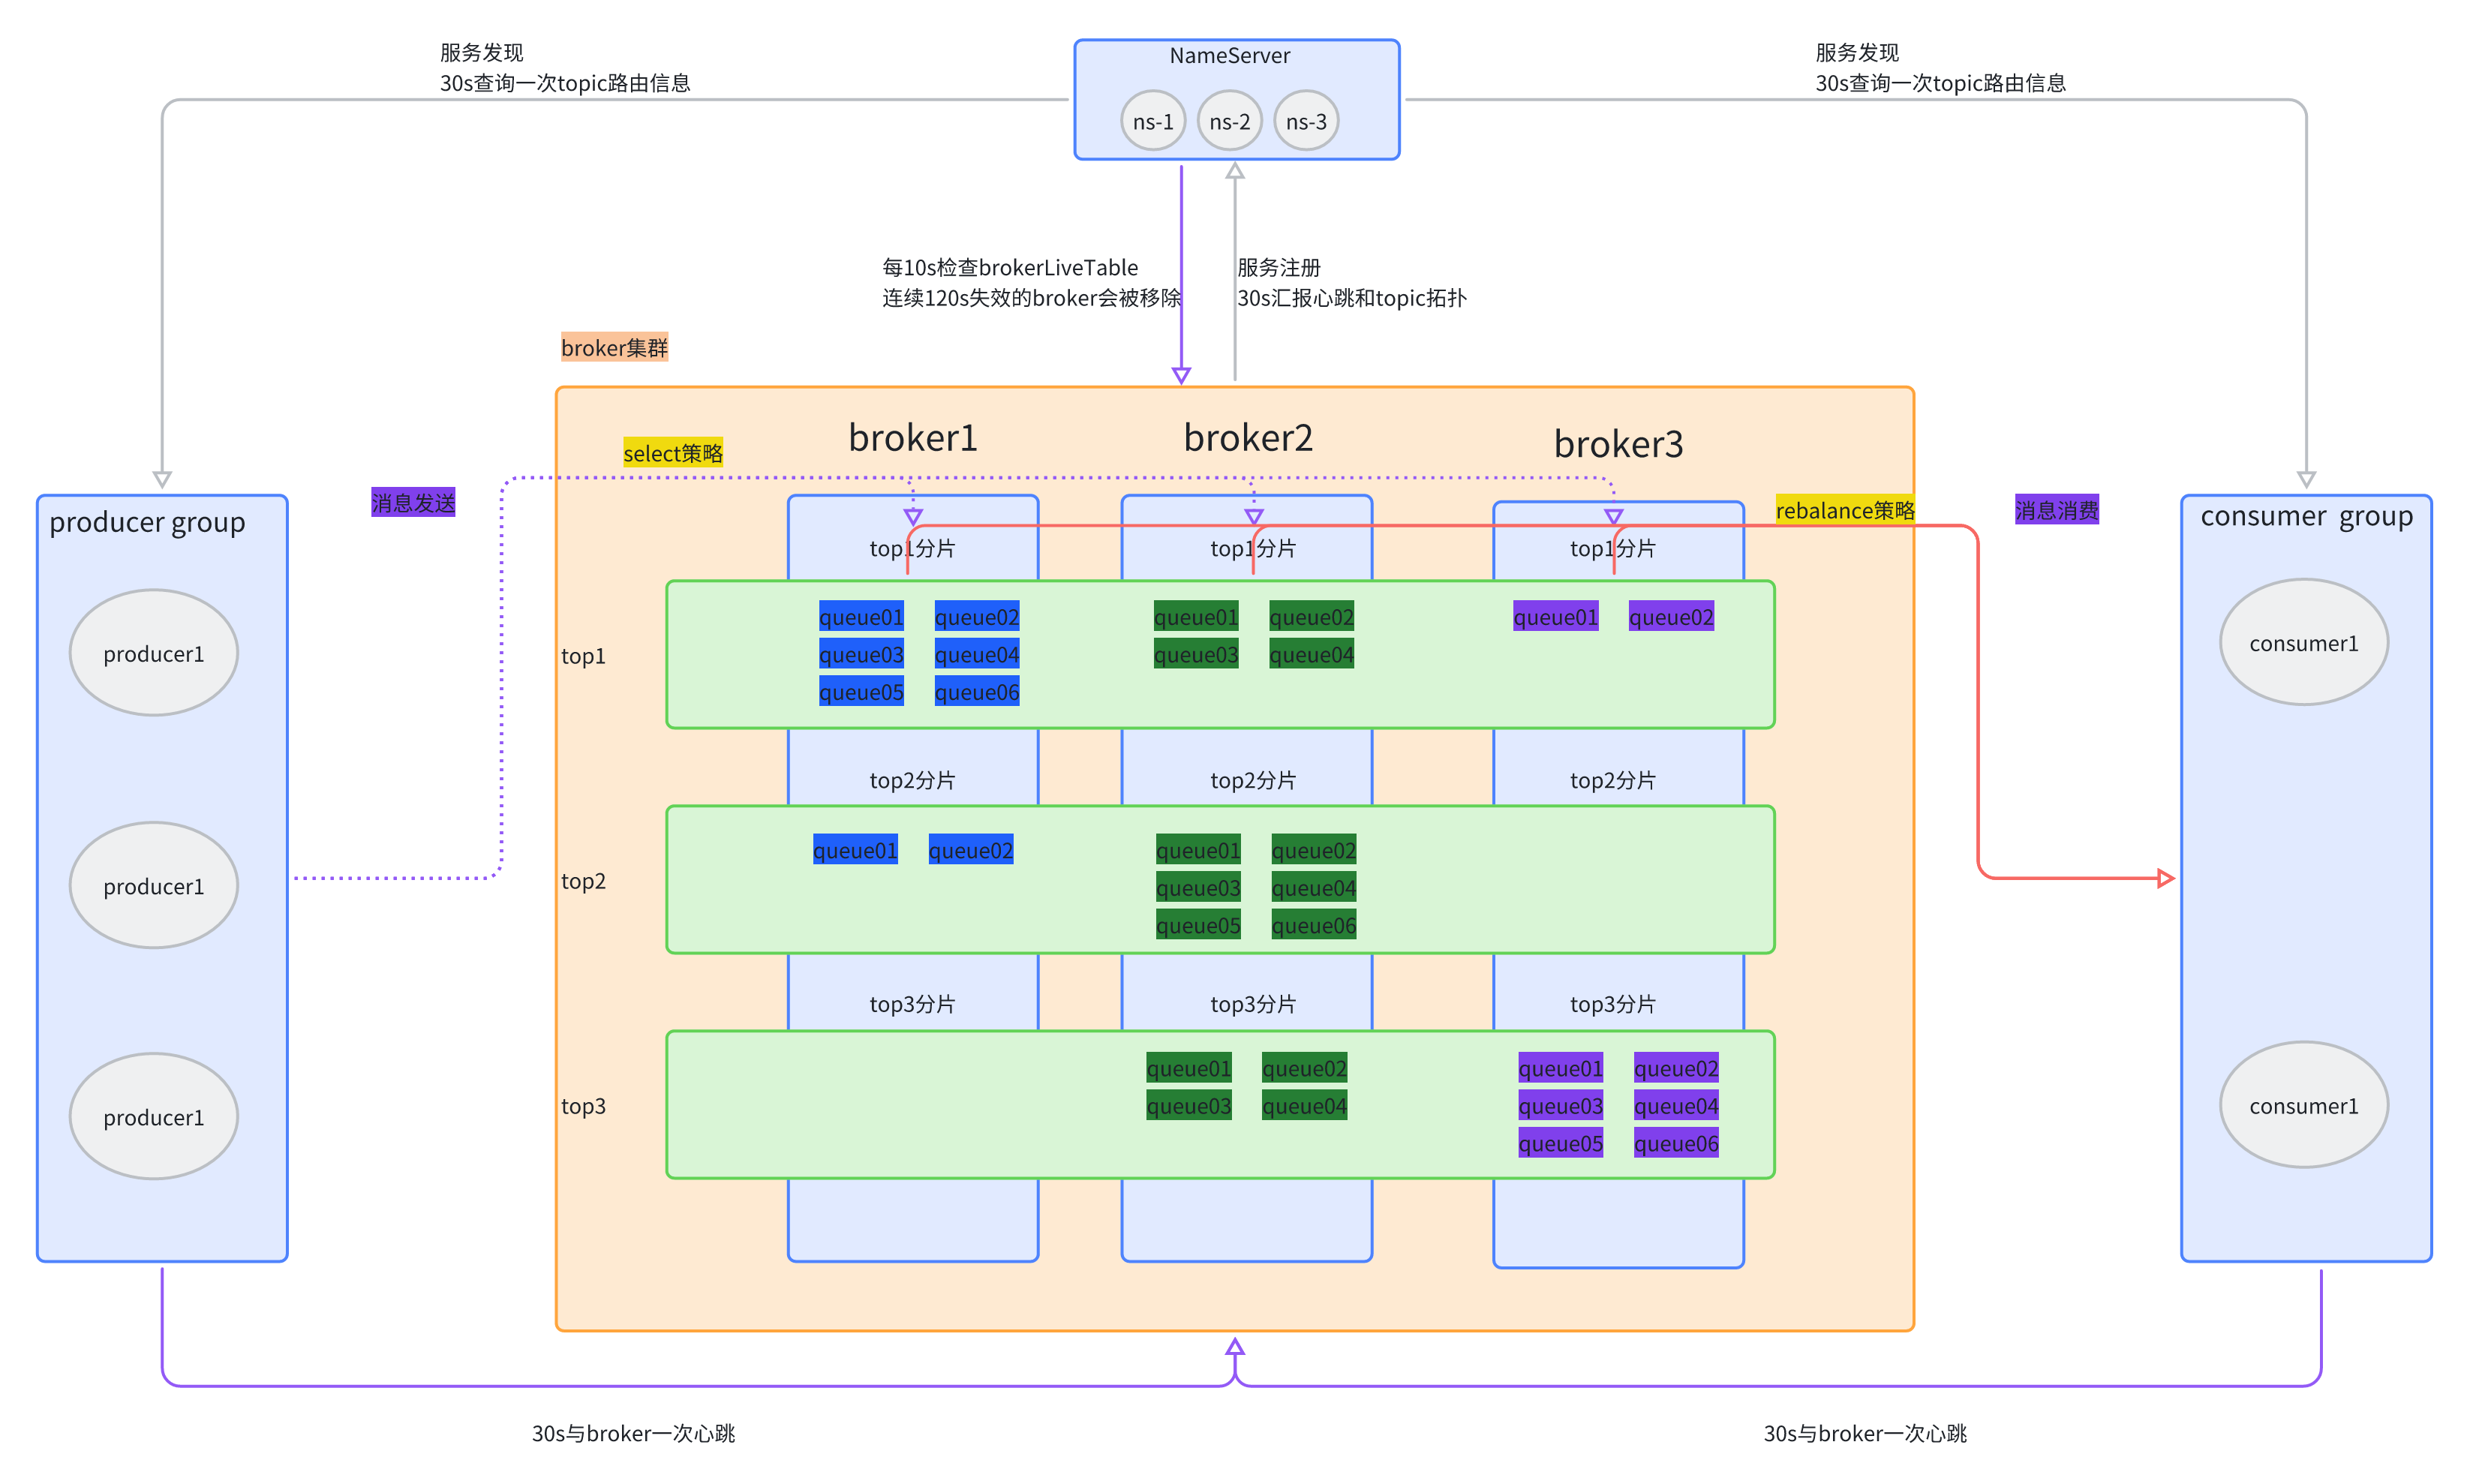 服务发现
30s查询一次topic路由信息
NameServer
ns-1 ns-2 ns-3
服务发现
30s查询一次topic路由信息
每10s检查brokerLiveTable
连续120s失效的broker会被移除
服务注册
30s汇报心跳和topic拓扑
broker集群
broker1 broker2 broker3
select策略
消息发送
rebalance策略
消息消费
producer group
producer1
producer1
producer1
consumer group
consumer1
consumer1
top1分片 top1分片 top1分片
top1
queue01 queue02 queue01 queue02 queue01 queue02
queue03 queue04 queue03 queue04
queue05 queue06
top2分片 top2分片 top2分片
top2
queue01 queue02 queue01 queue02
queue03 queue04
queue05 queue06
top3分片 top3分片 top3分片
top3
queue01 queue02 queue01 queue02
queue03 queue04 queue03 queue04
queue05 queue06
30s与broker一次心跳
30s与broker一次心跳